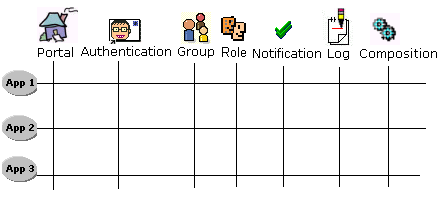 Portal Authentication Group Role Notification Log Composition
App 1
App 2
App 3